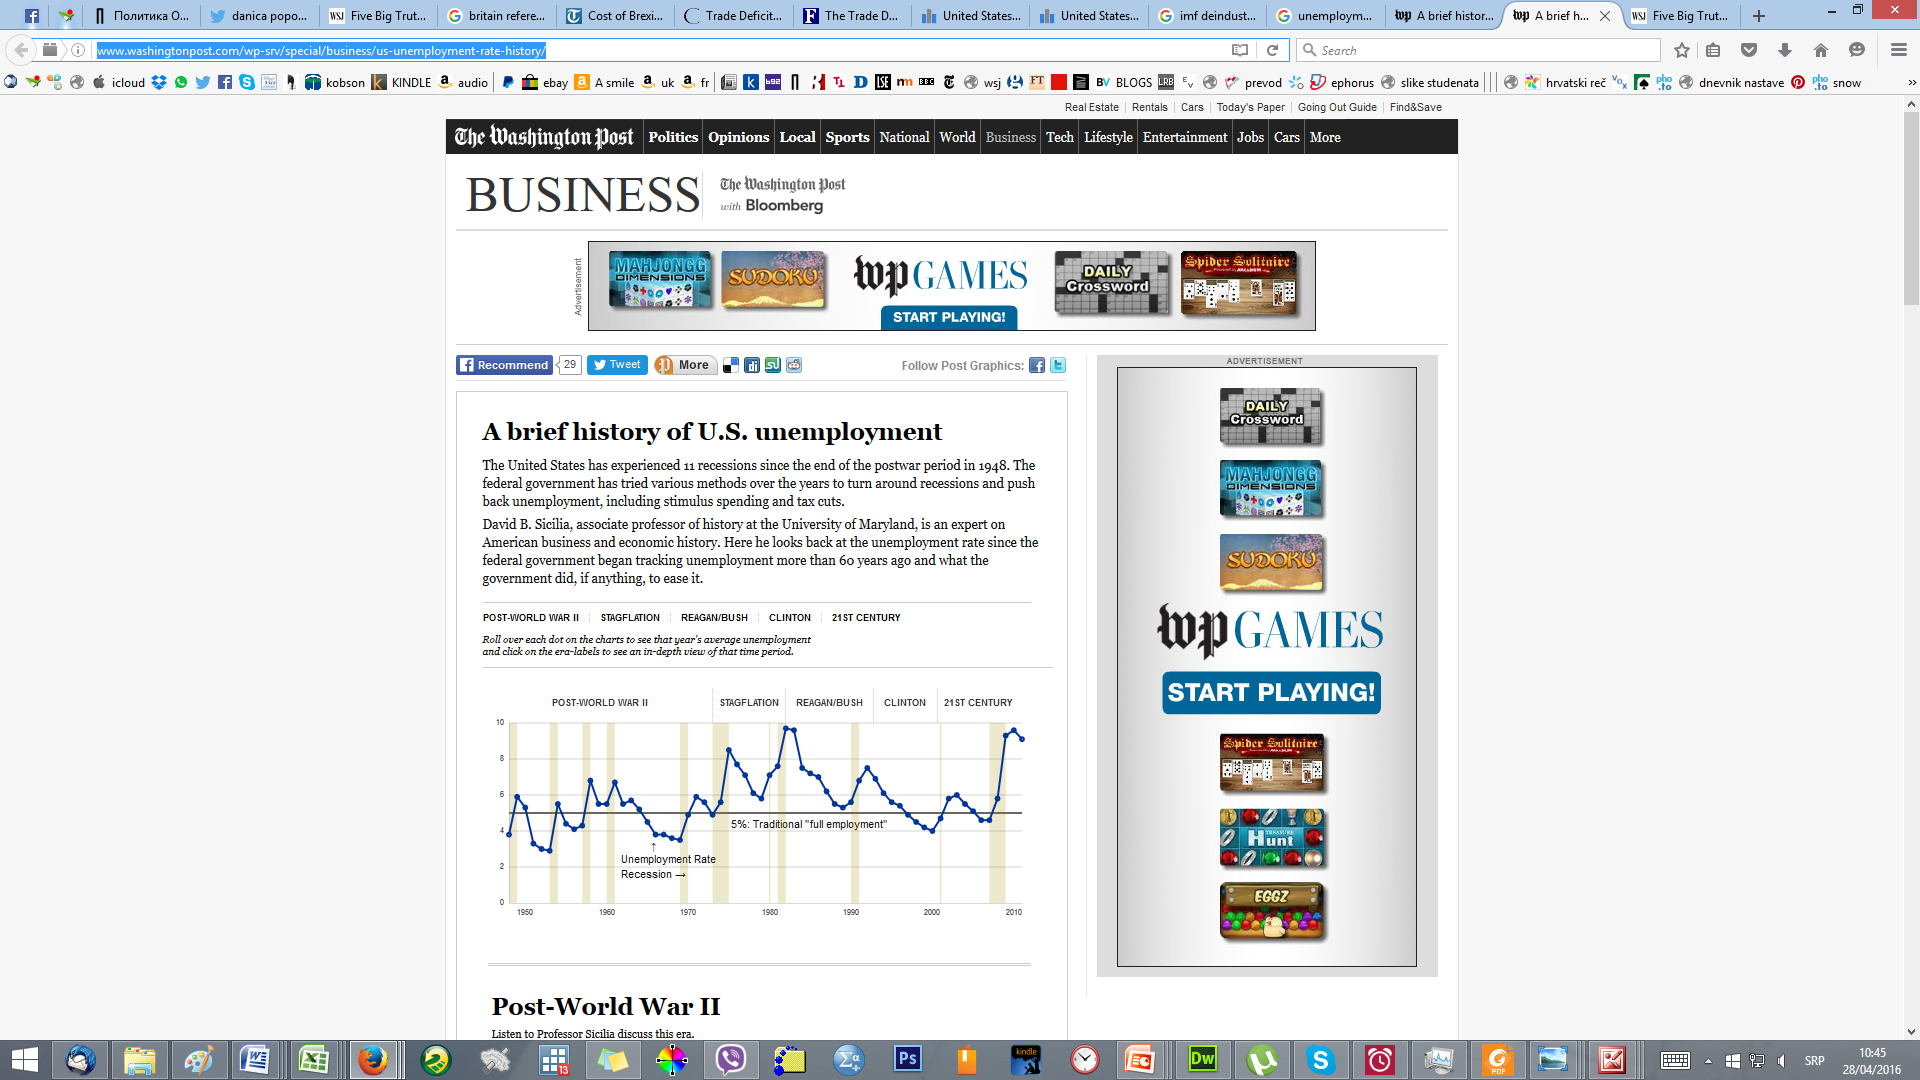 Политика О...
danica popo...
Five Big Trut...
britain refere...
Cost of Brexi...
Trade Deficit...
The Trade D...
United States...
United States...
imf deindust...
unemploym...
A brief histor...
A brief h...
Five Big Trut...
www.washingtonpost.com/wp-srv/special/business/us-unemployment-rate-history/
Search
icloud
kobson
KINDLE
audio
ebay
A smile
uk
fr
wsj
BLOGS
prevod
ephorus
slike studenata
hrvatski reč
dnevnik nastave
snow
Real Estate
Rentals
Cars
Today's Paper
Going Out Guide
Find&Save
The Washington Post
Politics
Opinions
Local
Sports
National
World
Business
Tech
Lifestyle
Entertainment
Jobs
Cars
More
BUSINESS
The Washington Post
with Bloomberg
Advertisement
MAHJONGG DIMENSIONS
SUDOKU
wp GAMES
START PLAYING!
DAILY Crossword
Spider Solitaire
Recommend
29
Tweet
More
Follow Post Graphics:
ADVERTISEMENT
DAILY Crossword
MAHJONGG DIMENSIONS
SUDOKU
wp GAMES
START PLAYING!
Spider Solitaire
TREASURE Hunt
EGGZ
A brief history of U.S. unemployment
The United States has experienced 11 recessions since the end of the postwar period in 1948. The
federal government has tried various methods over the years to turn around recessions and push
back unemployment, including stimulus spending and tax cuts.
David B. Sicilia, associate professor of history at the University of Maryland, is an expert on
American business and economic history. Here he looks back at the unemployment rate since the
federal government began tracking unemployment more than 60 years ago and what the
government did, if anything, to ease it.
POST-WORLD WAR II
STAGFLATION
REAGAN/BUSH
CLINTON
21ST CENTURY
Roll over each dot on the charts to see that year's average unemployment
and click on the era-labels to see an in-depth view of that time period.
POST-WORLD WAR II
STAGFLATION
REAGAN/BUSH
CLINTON
21ST CENTURY
10
8
6
4
2
0
5%: Traditional "full employment"
↑
Unemployment Rate
Recession →
1950
1960
1970
1980
1990
2000
2010
Post-World War II
Listen to Professor Sicilia discuss this era.
SRP
10:45
28/04/2016